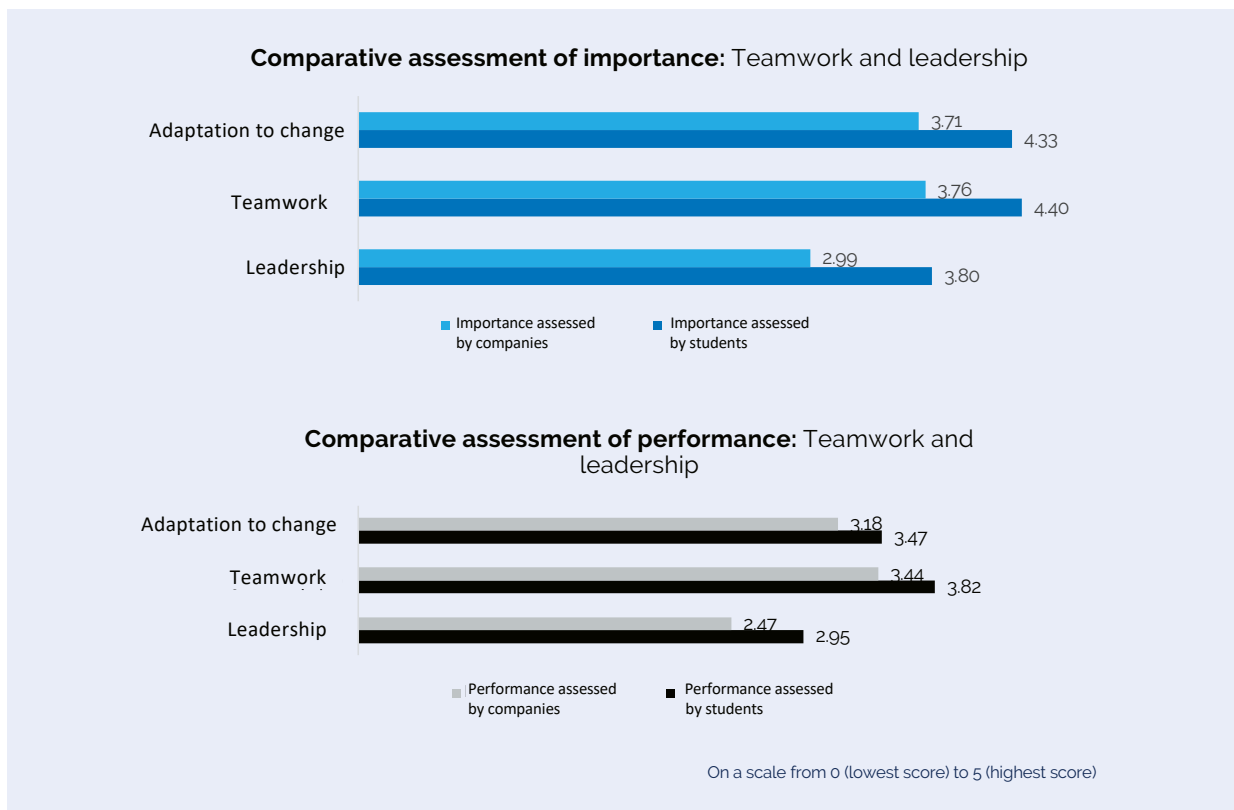 Comparative assessment of importance: Teamwork and leadership
Adaptation to change
3.71
4.33
Teamwork
3.76
4.40
Leadership
2.99
3.80
Importance assessed
by companies
Importance assessed
by students
Comparative assessment of performance: Teamwork and
leadership
Adaptation to change
3.18
3.47
Teamwork
3.44
3.82
Leadership
2.47
2.95
Performance assessed
by companies
Performance assessed
by students
On a scale from 0 (lowest score) to 5 (highest score)